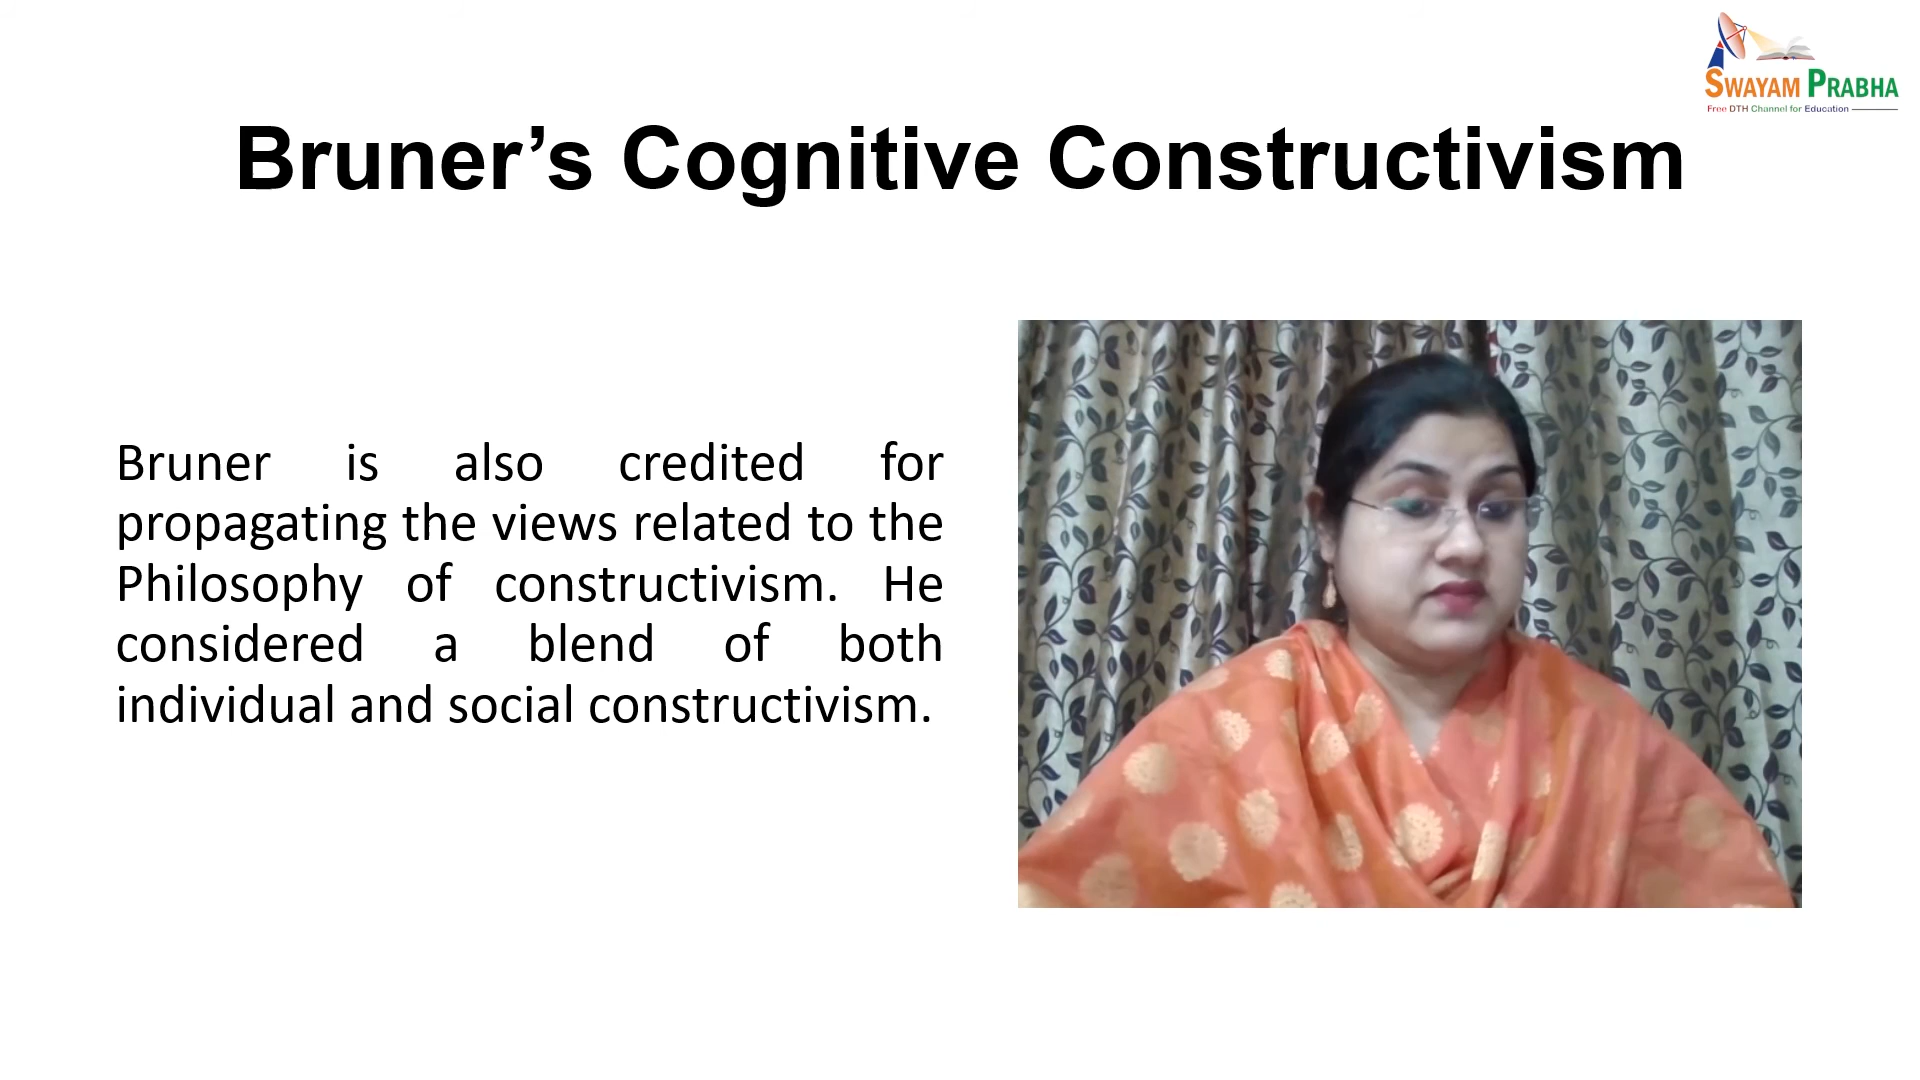 SWAYAM PRABHA
Free DTH Channel for Education
Bruner’s Cognitive Constructivism
Bruner is also credited for
propagating the views related to the
Philosophy of constructivism. He
considered a blend of both
individual and social constructivism.